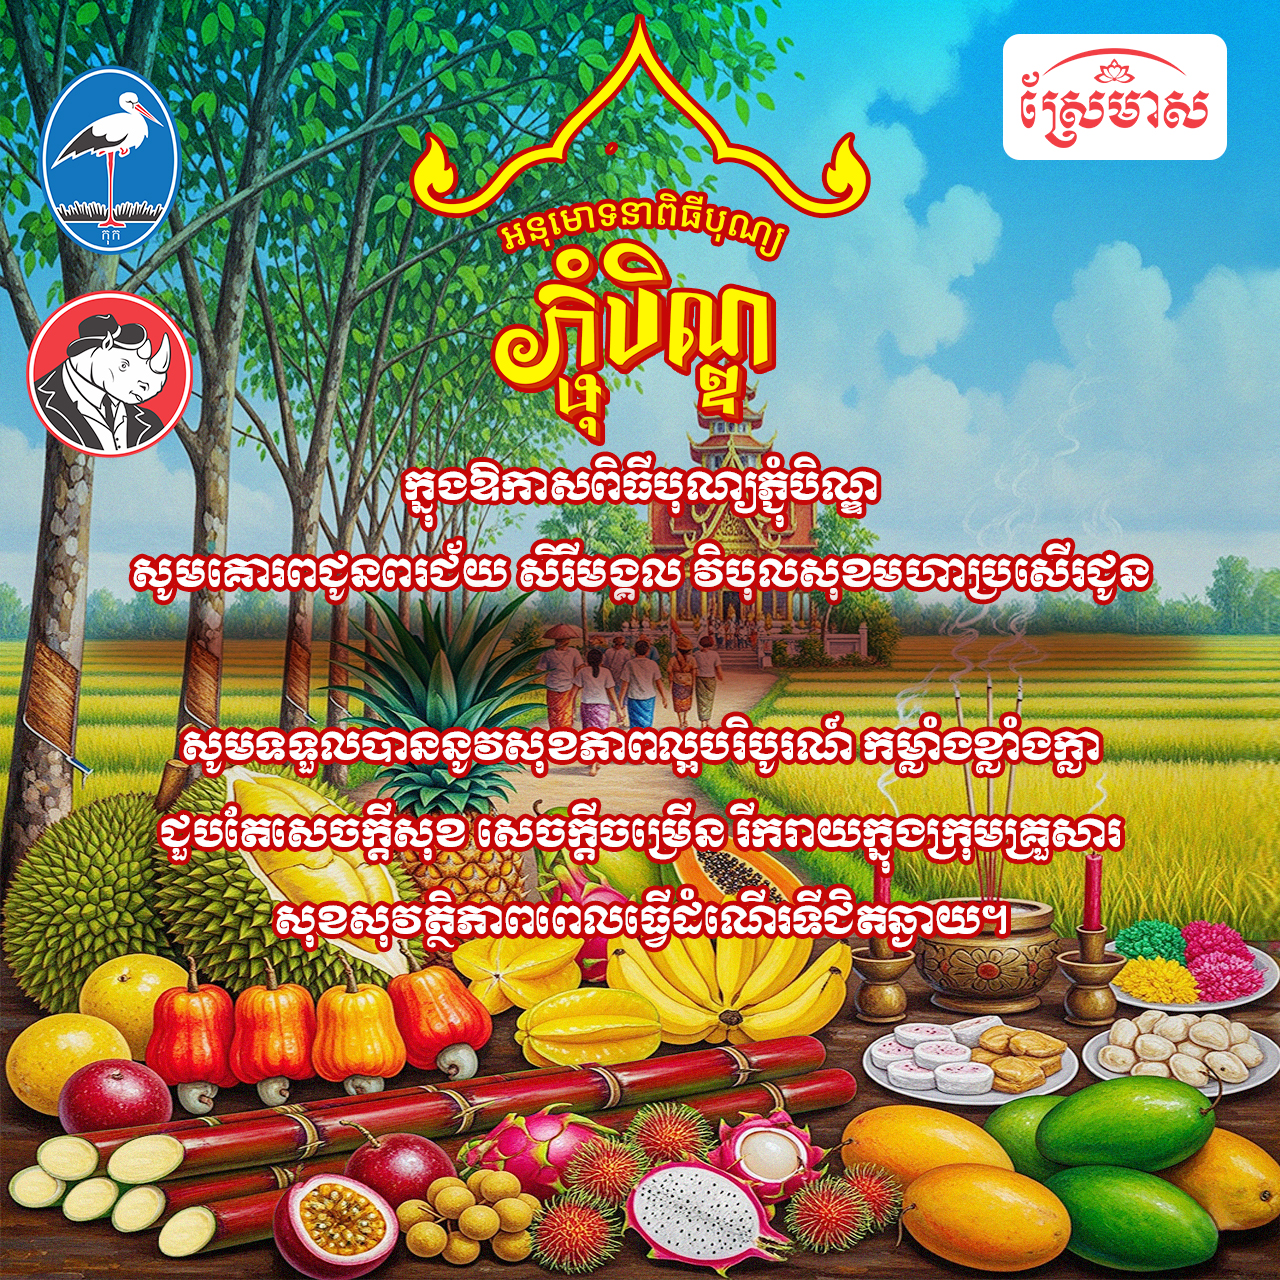 កុក
ស្រែមាស
អនុមោទនាពិធីបុណ្យ
ភ្ជុំបិណ្ឌ
ក្នុងឱកាសពិធីបុណ្យភ្ជុំបិណ្ឌ
សូមគោរពជូនពរជ័យ សិរីមង្គល វិបុលសុខមហាប្រសើរជូន
សូមទទួលបាននូវសុខភាពល្អបរិបូរណ៍ កម្លាំងខ្លាំងក្លា
ជួបតែសេចក្ដីសុខ សេចក្ដីចម្រើន រីករាយក្នុងក្រុមគ្រួសារ
សុខសុវត្ថិភាពពេលធ្វើដំណើរទីជិតឆ្ងាយ។